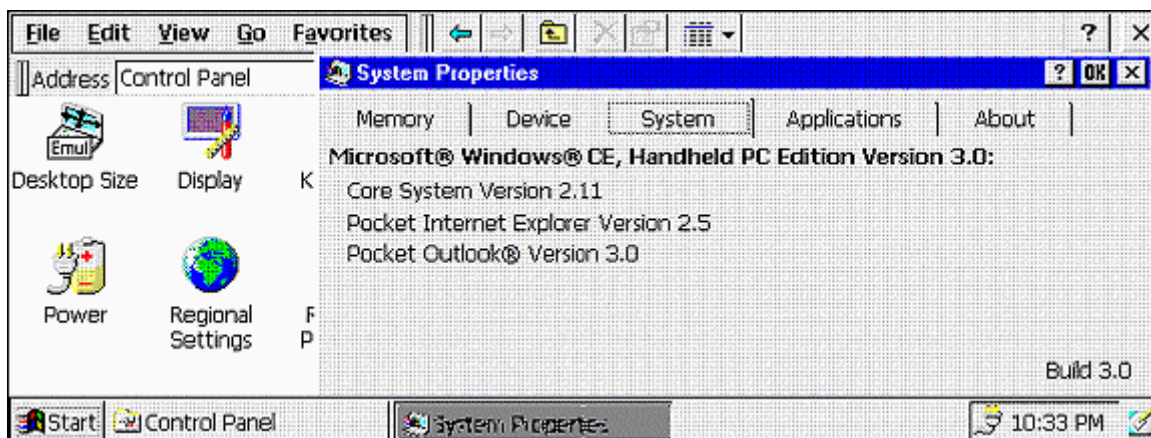 File Edit View Go Favorites ? ×
Address Control Panel
System Properties ? OK ×
Memory Device System Applications About
Microsoft® Windows® CE, Handheld PC Edition Version 3.0:
Core System Version 2.11
Pocket Internet Explorer Version 2.5
Pocket Outlook® Version 3.0
Build 3.0
Emul
Desktop Size Display K
Power Regional Settings F P
Start Control Panel System Properties 10:33 PM